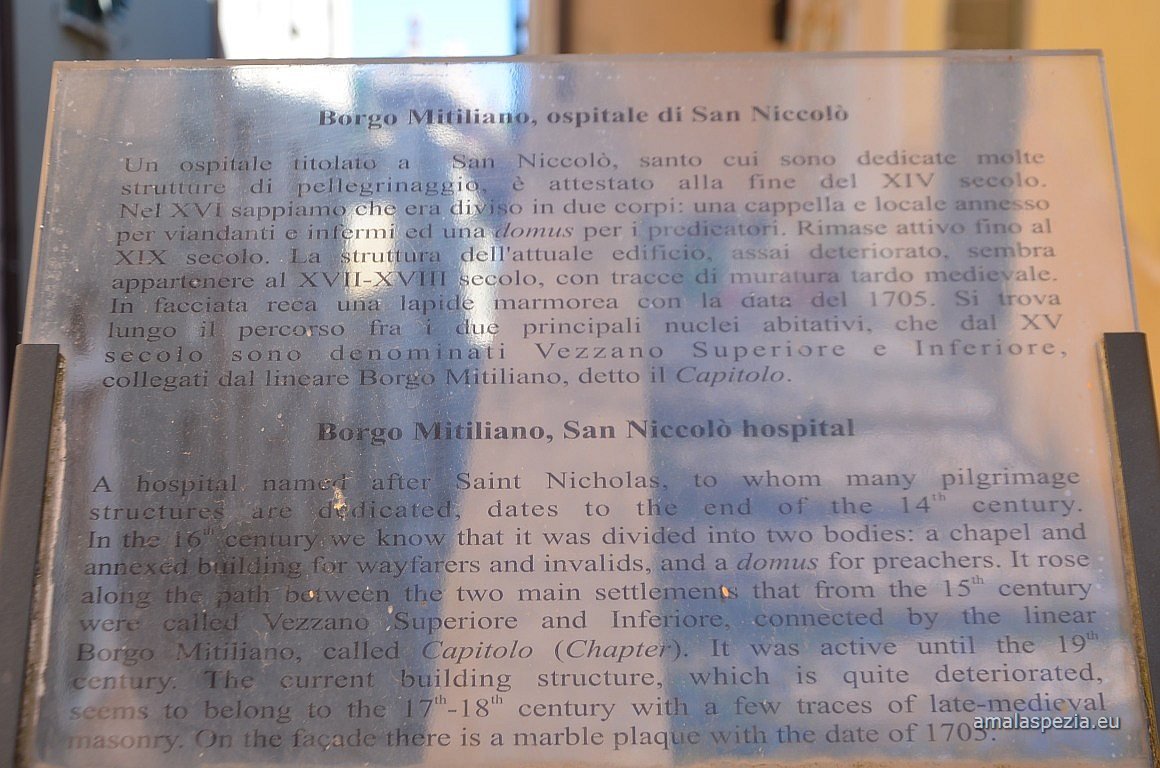 Borgo Mitiliano, ospitale di San Niccolò
Un ospitale titolato a San Niccolò, santo cui sono dedicate molte
strutture di pellegrinaggio, è attestato alla fine del XIV secolo.
Nel XVI sappiamo che era diviso in due corpi: una cappella e locale annesso
per viandanti e infermi ed una domus per i predicatori. Rimase attivo fino al
XIX secolo. La struttura dell'attuale edificio, assai deteriorato, sembra
appartenere al XVII-XVIII secolo, con tracce di muratura tardo medievale.
In facciata reca una lapide marmorea con la data del 1705. Si trova
lungo il percorso fra i due principali nuclei abitativi, che dal XV
secolo sono denominati Vezzano Superiore e Inferiore,
collegati dal lineare Borgo Mitiliano, detto il Capitolo.
Borgo Mitiliano, San Niccolò hospital
A hospital named after Saint Nicholas, to whom many pilgrimage
structures are dedicated, dates to the end of the 14th century.
In the 16th century we know that it was divided into two bodies: a chapel and
annexed building for wayfarers and invalids, and a domus for preachers. It rose
along the path between the two main settlements that from the 15th century
were called Vezzano Superiore and Inferiore, connected by the linear
Borgo Mitiliano, called Capitolo (Chapter). It was active until the 19th
century. The current building structure, which is quite deteriorated,
seems to belong to the 17th-18th century with a few traces of late-medieval
masonry. On the façade there is a marble plaque with the date of 1705.
amalaspezia.eu